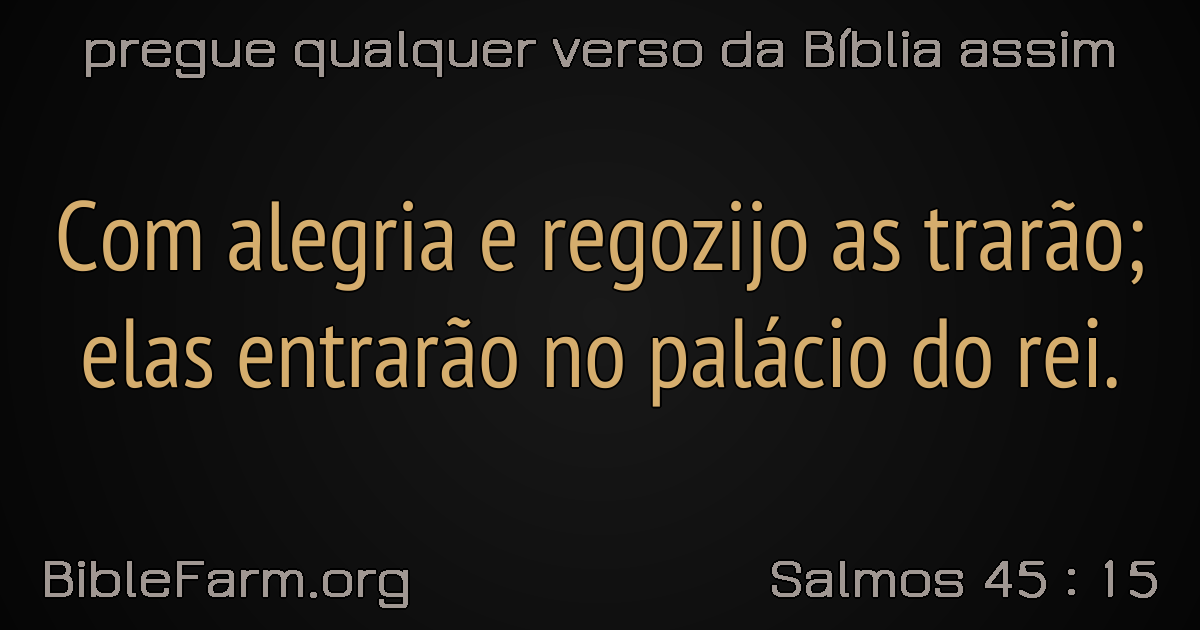 pregue qualquer verso da Bíblia assim
Com alegria e regozijo as trarão;
elas entrarão no palácio do rei.
BibleFarm.org
Salmos 45 : 15